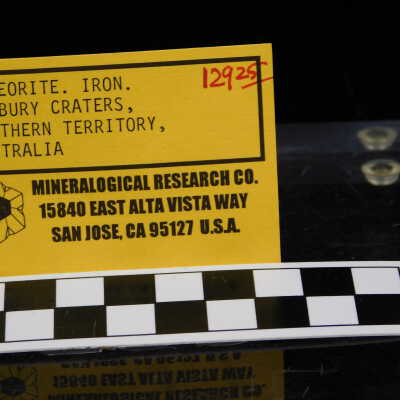 EORITE. IRON.
BURY CRATERS,
THERN TERRITORY,
TRALIA
12925
MINERALOGICAL RESEARCH CO.
15840 EAST ALTA VISTA WAY
SAN JOSE, CA 95127 U.S.A.